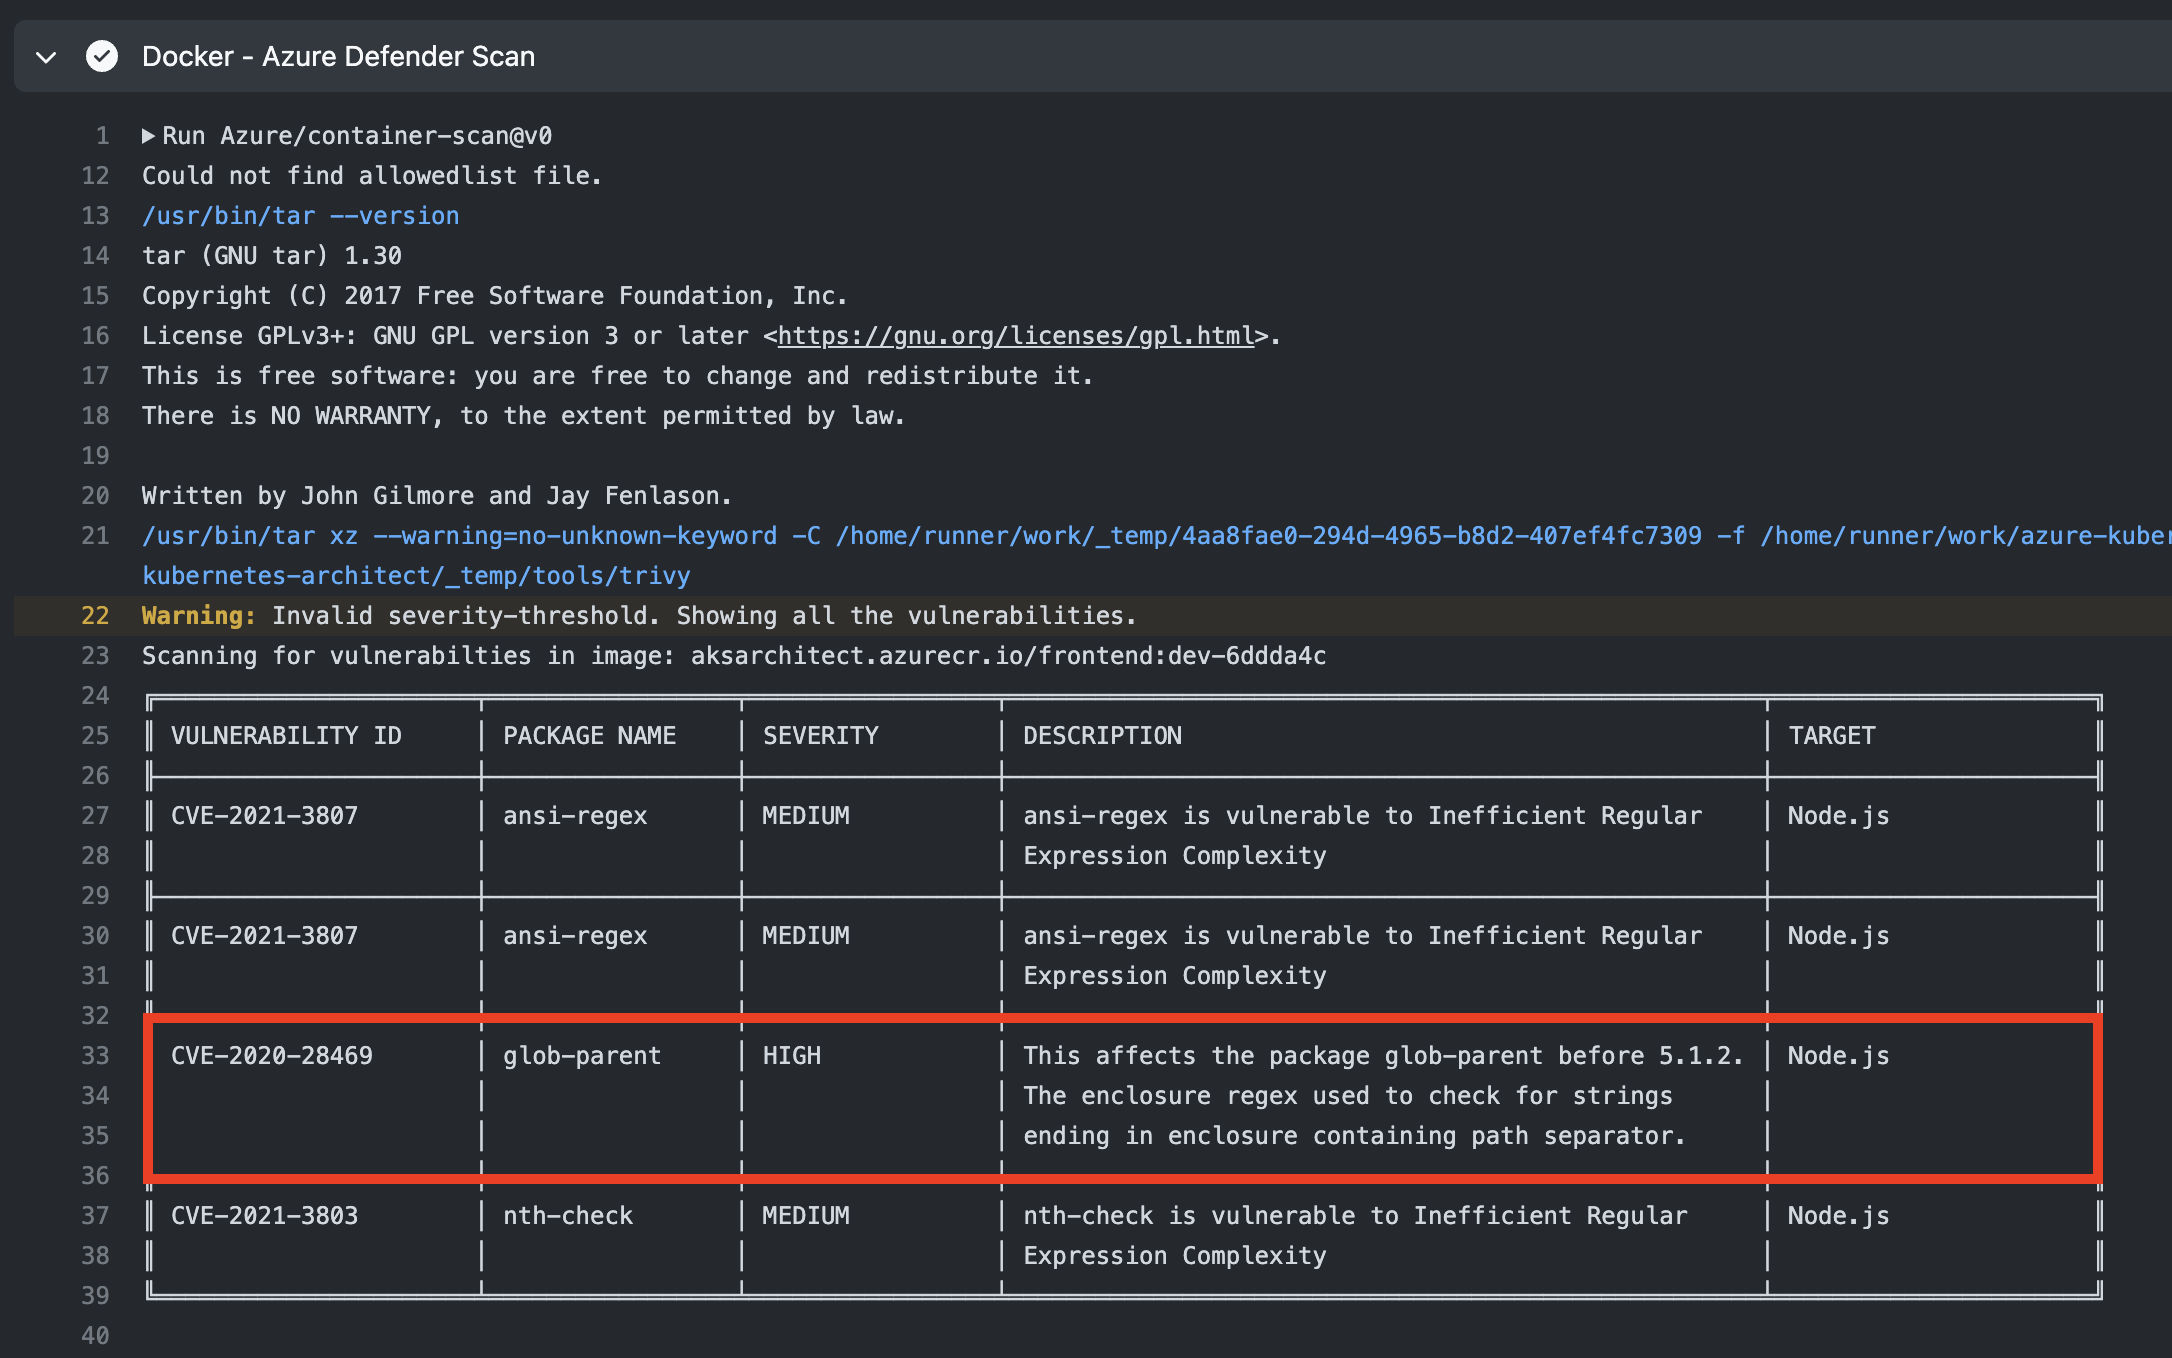 Docker - Azure Defender Scan
1 Run Azure/container-scan@v0
12 Could not find allowedlist file.
13 /usr/bin/tar --version
14 tar (GNU tar) 1.30
15 Copyright (C) 2017 Free Software Foundation, Inc.
16 License GPLv3+: GNU GPL version 3 or later <https://gnu.org/licenses/gpl.html>.
17 This is free software: you are free to change and redistribute it.
18 There is NO WARRANTY, to the extent permitted by law.
19
20 Written by John Gilmore and Jay Fenlason.
21 /usr/bin/tar xz --warning=no-unknown-keyword -C /home/runner/work/_temp/4aa8fae0-294d-4965-b8d2-407ef4fc7309 -f /home/runner/work/azure-kuber
kubernetes-architect/_temp/tools/trivy
22 Warning: Invalid severity-threshold. Showing all the vulnerabilities.
23 Scanning for vulnerabilties in image: aksarchitect.azurecr.io/frontend:dev-6ddda4c
24
25 VULNERABILITY ID PACKAGE NAME SEVERITY DESCRIPTION TARGET
26
27 CVE-2021-3807 ansi-regex MEDIUM ansi-regex is vulnerable to Inefficient Regular Node.js
28 Expression Complexity
29
30 CVE-2021-3807 ansi-regex MEDIUM ansi-regex is vulnerable to Inefficient Regular Node.js
31 Expression Complexity
32
33 CVE-2020-28469 glob-parent HIGH This affects the package glob-parent before 5.1.2. Node.js
34 The enclosure regex used to check for strings
35 ending in enclosure containing path separator.
36
37 CVE-2021-3803 nth-check MEDIUM nth-check is vulnerable to Inefficient Regular Node.js
38 Expression Complexity
39
40